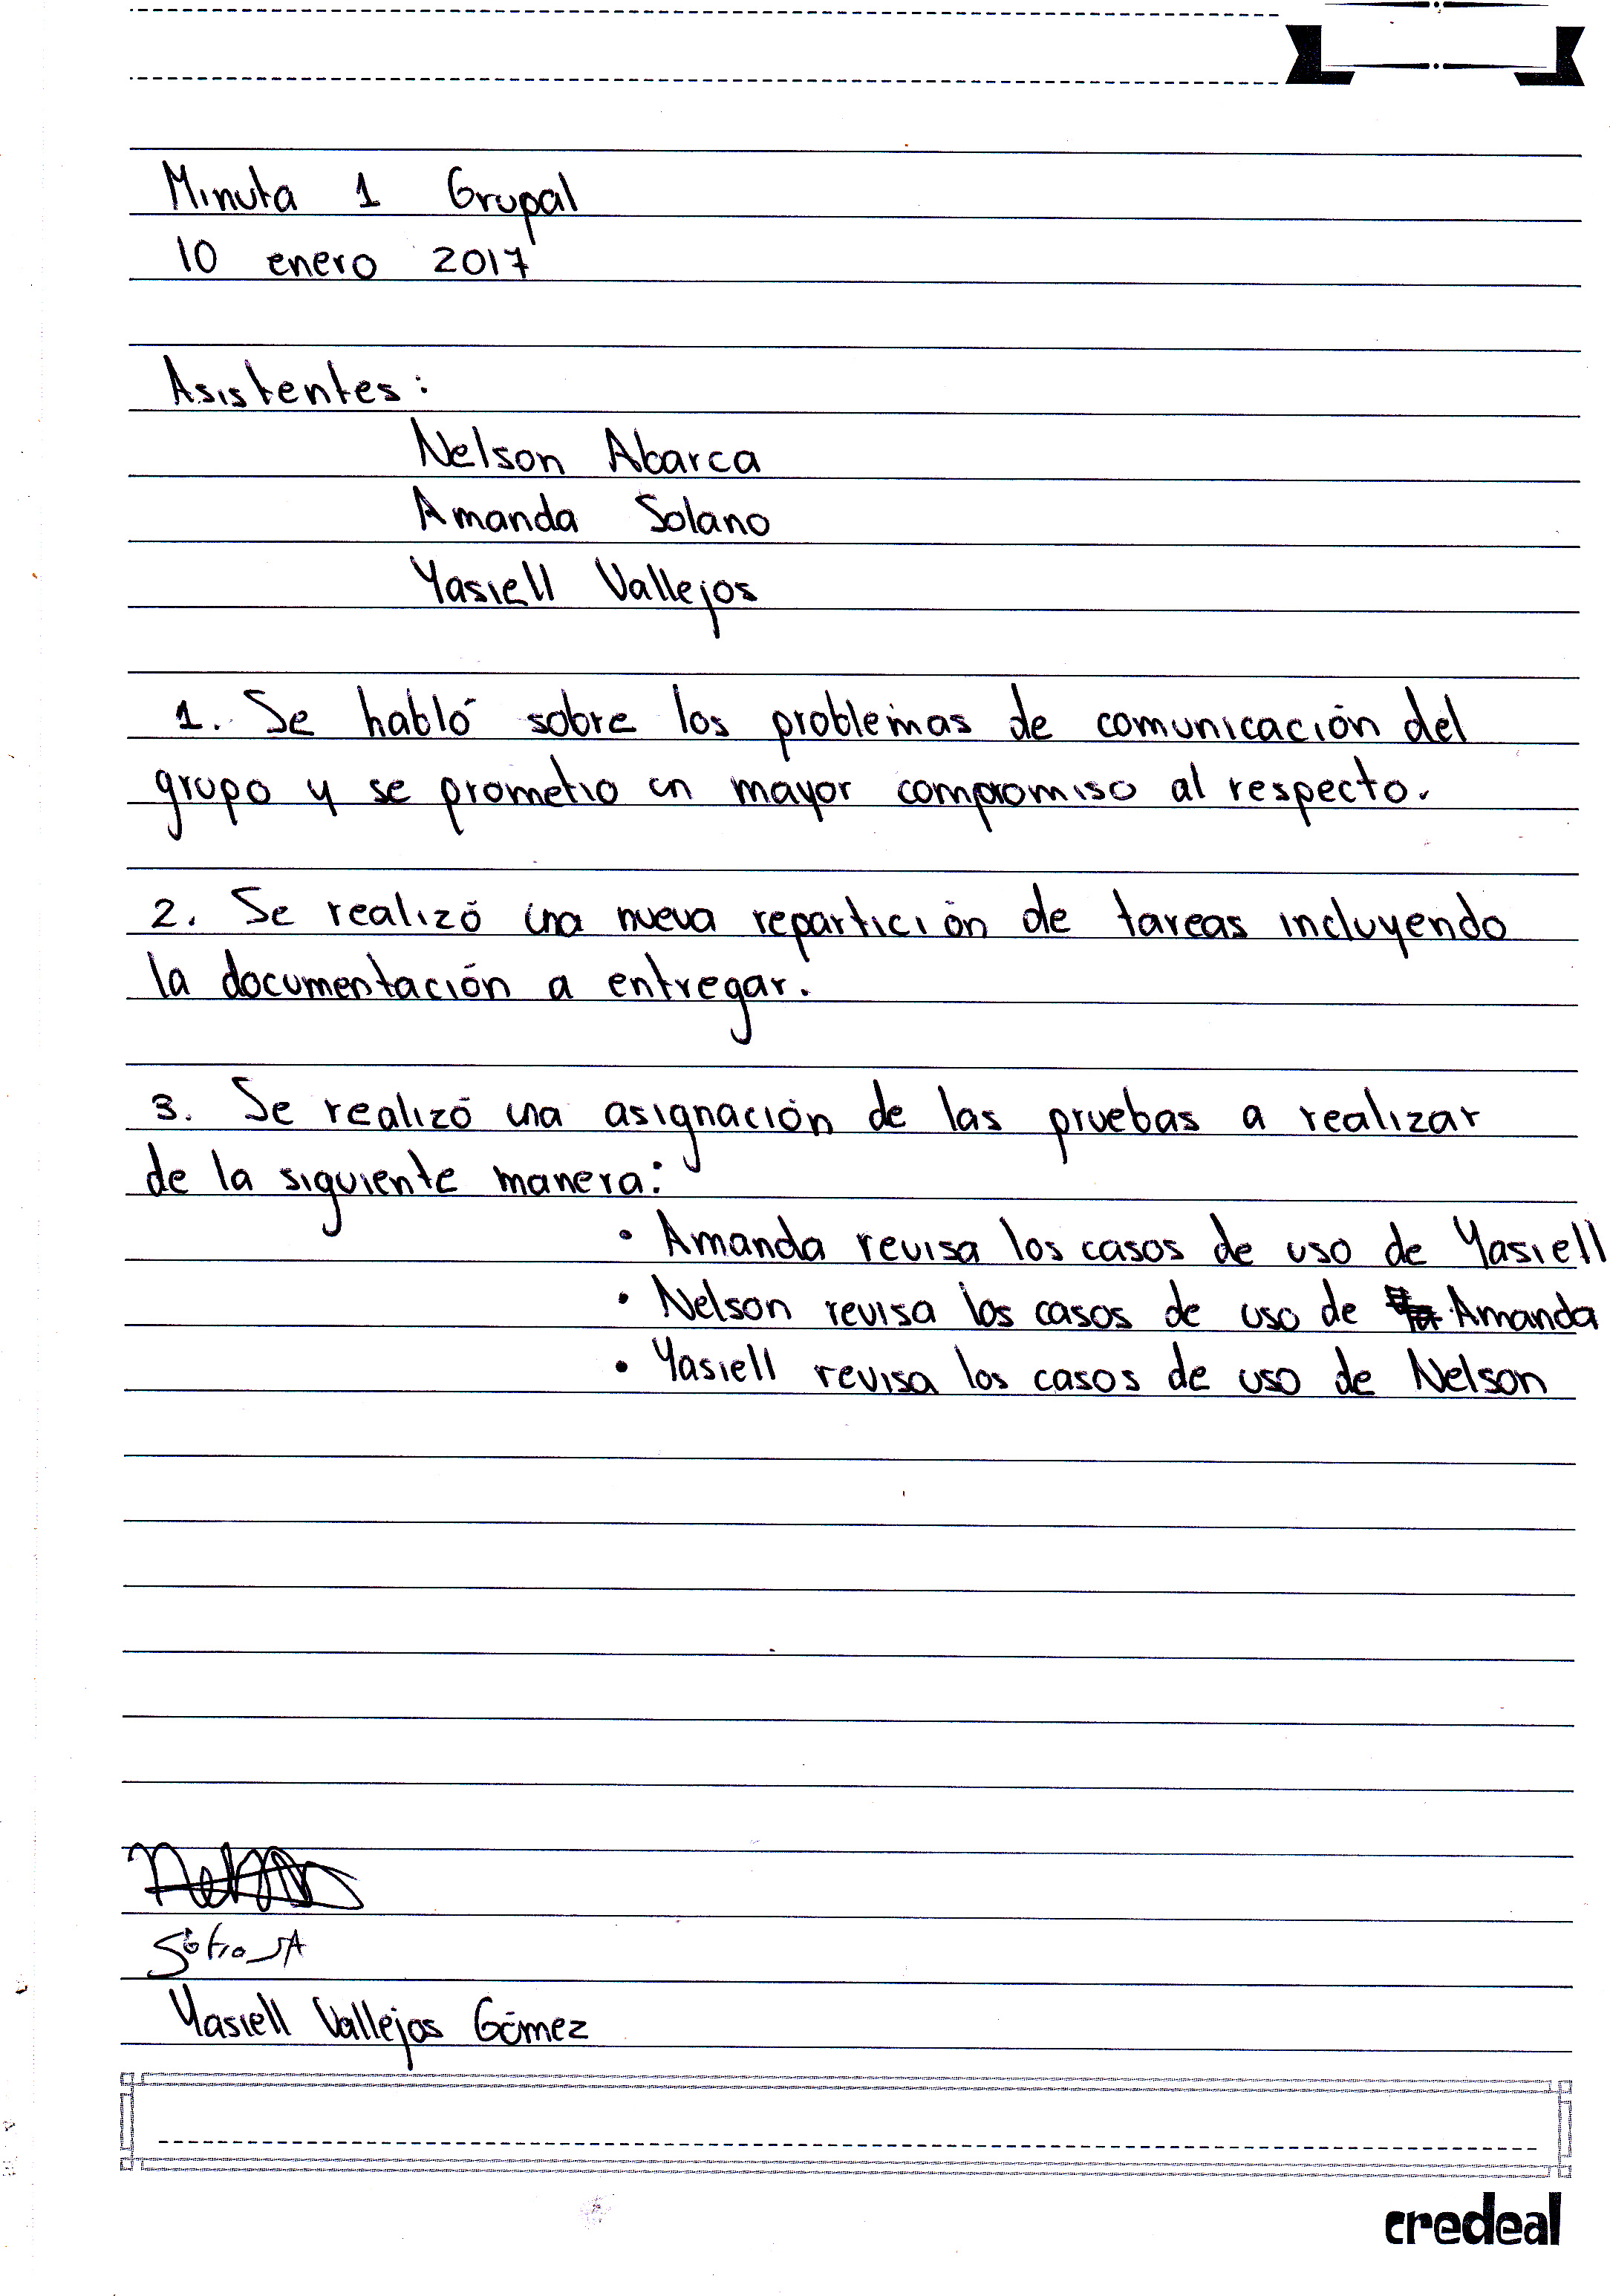 Minuta 1 Grupal
10 enero 2017
Asistentes:
Nelson Abarca
Amanda Solano
Yasiell Vallejos
1. Se habló sobre los problemas de comunicación del
grupo y se prometio un mayor compromiso al respecto.
2. Se realizó una nueva repartición de tareas incluyendo
la documentación a entregar.
3. Se realizó una asignación de las pruebas a realizar
de la siguiente manera:
• Amanda revisa los casos de uso de Yasiell
• Nelson revisa los casos de uso de Amanda
• Yasiell revisa los casos de uso de Nelson
Nelson
Yasiell Vallejos Gómez
credeal